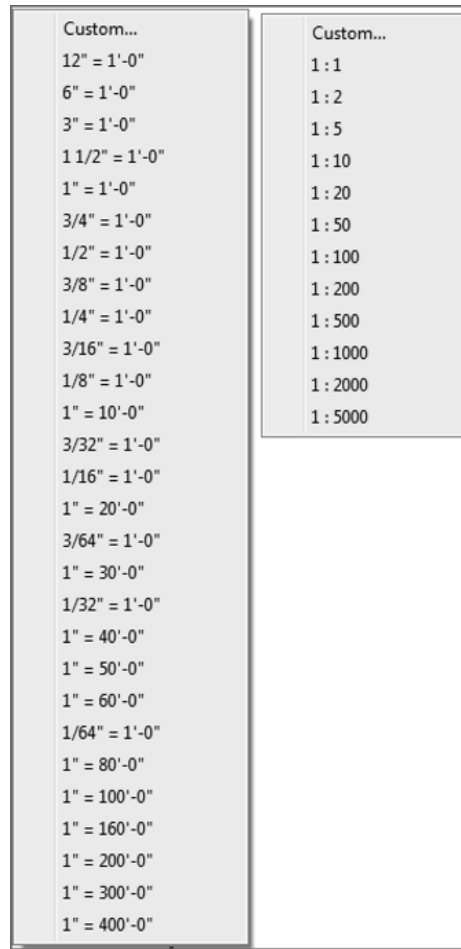 Custom...
12" = 1'-0"
6" = 1'-0"
3" = 1'-0"
1 1/2" = 1'-0"
1" = 1'-0"
3/4" = 1'-0"
1/2" = 1'-0"
3/8" = 1'-0"
1/4" = 1'-0"
3/16" = 1'-0"
1/8" = 1'-0"
1" = 10'-0"
3/32" = 1'-0"
1/16" = 1'-0"
1" = 20'-0"
3/64" = 1'-0"
1" = 30'-0"
1/32" = 1'-0"
1" = 40'-0"
1" = 50'-0"
1" = 60'-0"
1/64" = 1'-0"
1" = 80'-0"
1" = 100'-0"
1" = 160'-0"
1" = 200'-0"
1" = 300'-0"
1" = 400'-0"
Custom...
1 : 1
1 : 2
1 : 5
1 : 10
1 : 20
1 : 50
1 : 100
1 : 200
1 : 500
1 : 1000
1 : 2000
1 : 5000